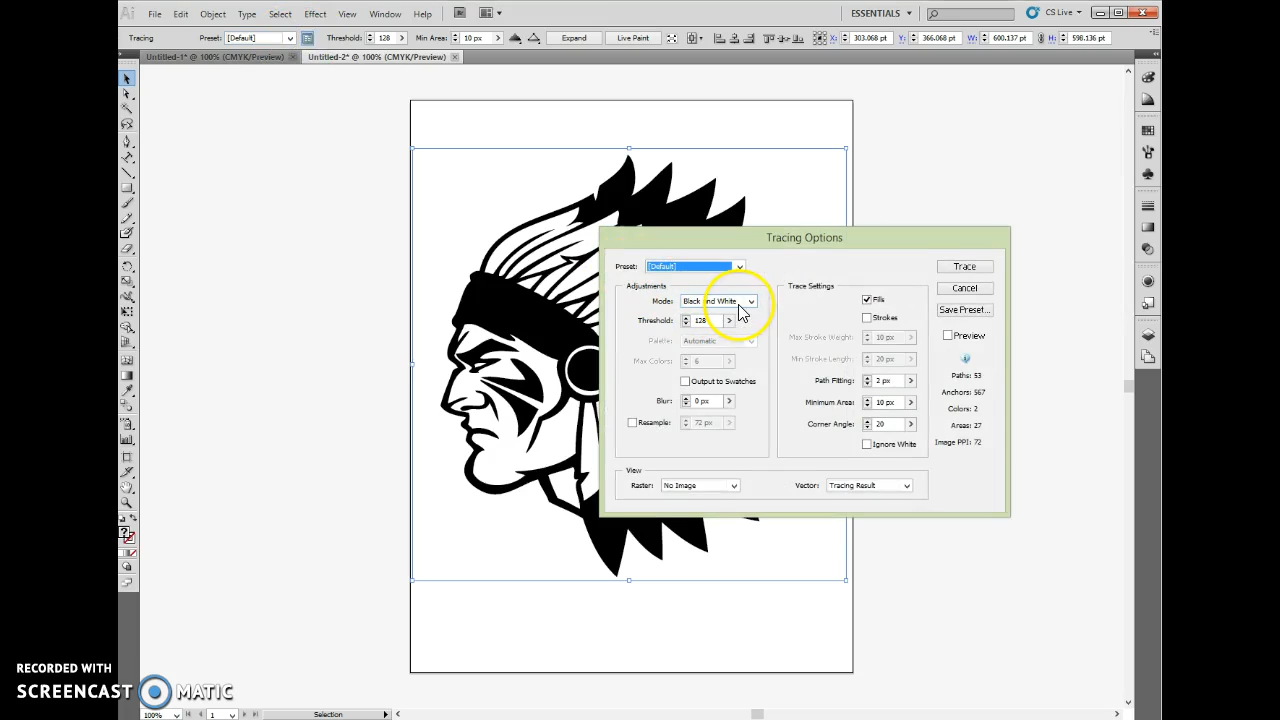 Ai File Edit Object Type Select Effect View Window Help ESSENTIALS CS Live
Tracing Preset: [Default] Threshold: 128 Min Area: 10 px Expand Live Paint X: 303.068 pt Y: 366.068 pt W: 600.137 pt H: 598.136 pt
Untitled-1* @ 100% (CMYK/Preview) Untitled-2* @ 100% (CMYK/Preview)
Tracing Options
Preset: [Default] Trace
Adjustments Trace Settings Cancel
Mode: Black and White Fills
Save Preset...
Threshold: 128 Strokes
Palette: Automatic Max Stroke Weight: 10 px Preview
Max Colors: 6 Min Stroke Length: 20 px
Output to Swatches Path Fitting: 2 px Paths: 53
Anchors: 567
Blur: 0 px Minimum Area: 10 px Colors: 2
Resample: 72 px Corner Angle: 20 Areas: 27
Ignore White Image PPI: 72
View
Raster: No Image Vector: Tracing Result
RECORDED WITH
SCREENCAST MATIC
100% 1 Selection